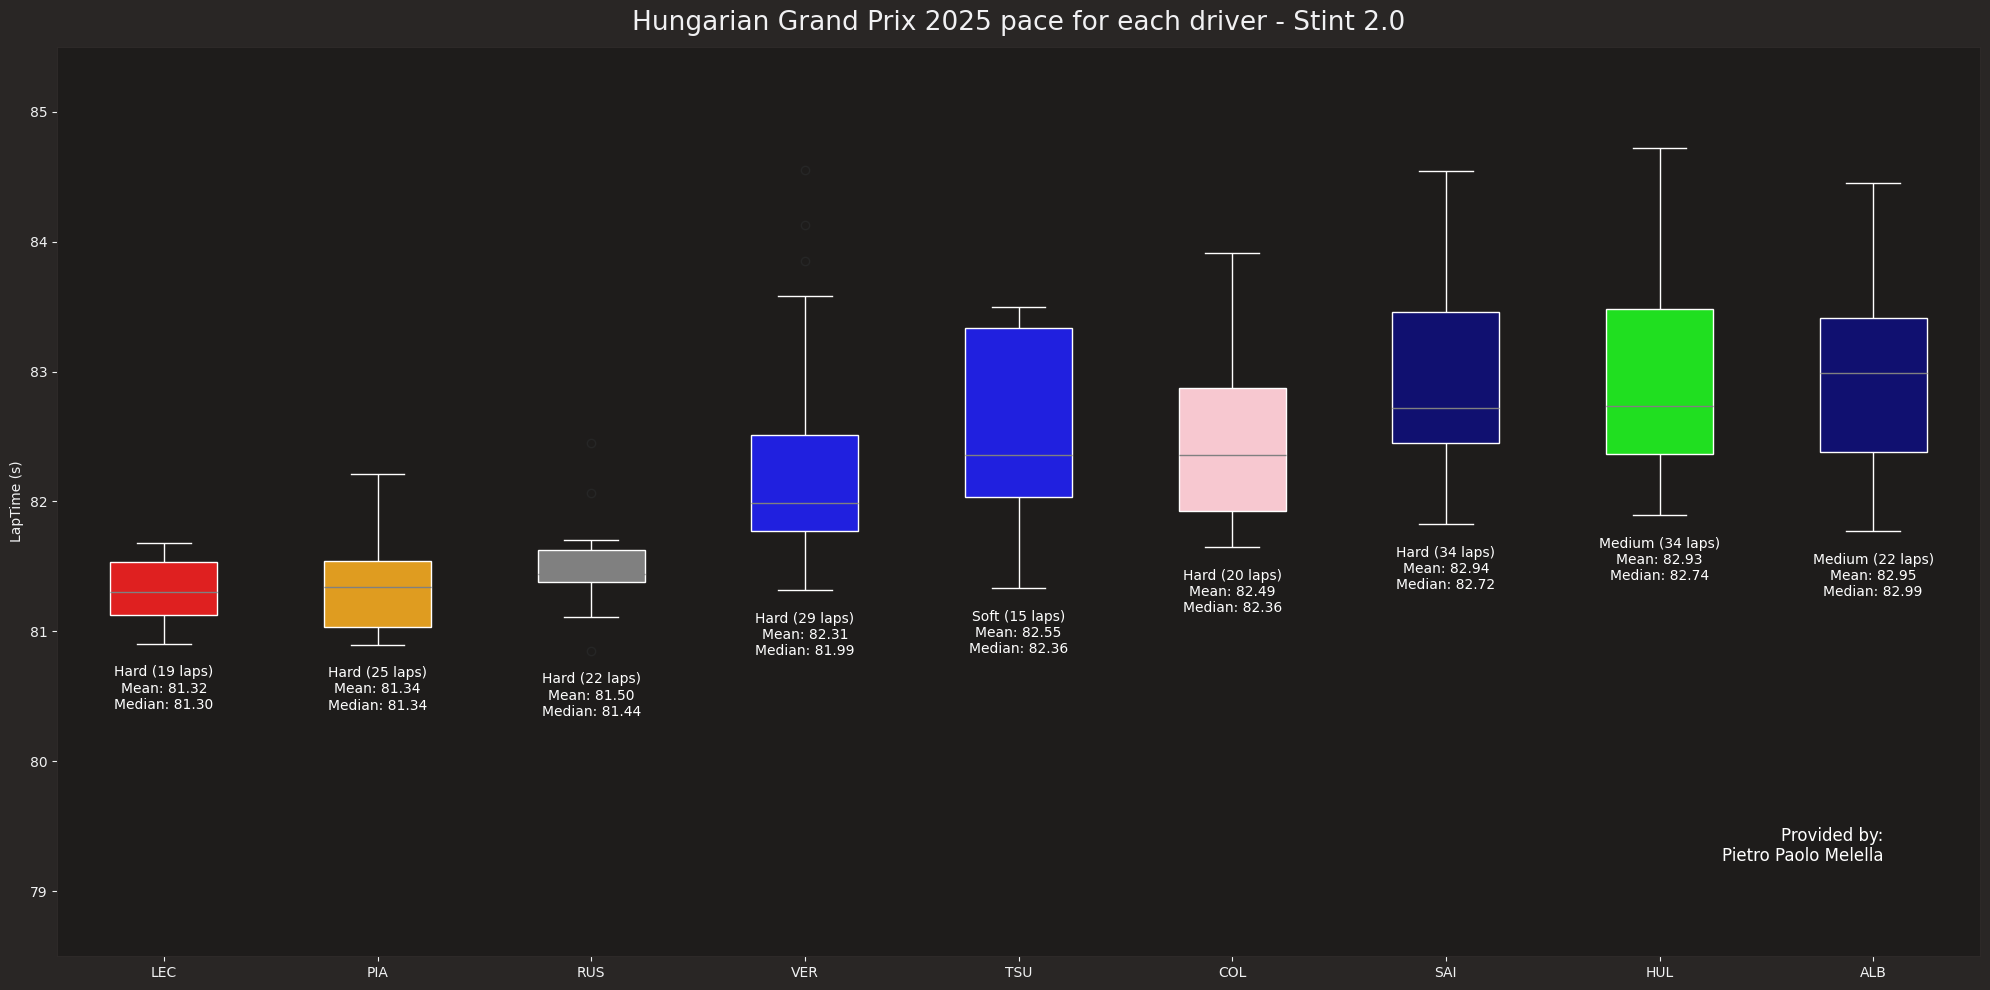 Hungarian Grand Prix 2025 pace for each driver - Stint 2.0
LapTime (s)
85
84
83
82
81
80
79
Hard (19 laps)
Mean: 81.32
Median: 81.30
Hard (25 laps)
Mean: 81.34
Median: 81.34
Hard (22 laps)
Mean: 81.50
Median: 81.44
Hard (29 laps)
Mean: 82.31
Median: 81.99
Soft (15 laps)
Mean: 82.55
Median: 82.36
Hard (20 laps)
Mean: 82.49
Median: 82.36
Hard (34 laps)
Mean: 82.94
Median: 82.72
Medium (34 laps)
Mean: 82.93
Median: 82.74
Medium (22 laps)
Mean: 82.95
Median: 82.99
Provided by:
Pietro Paolo Melella
LEC
PIA
RUS
VER
TSU
COL
SAI
HUL
ALB